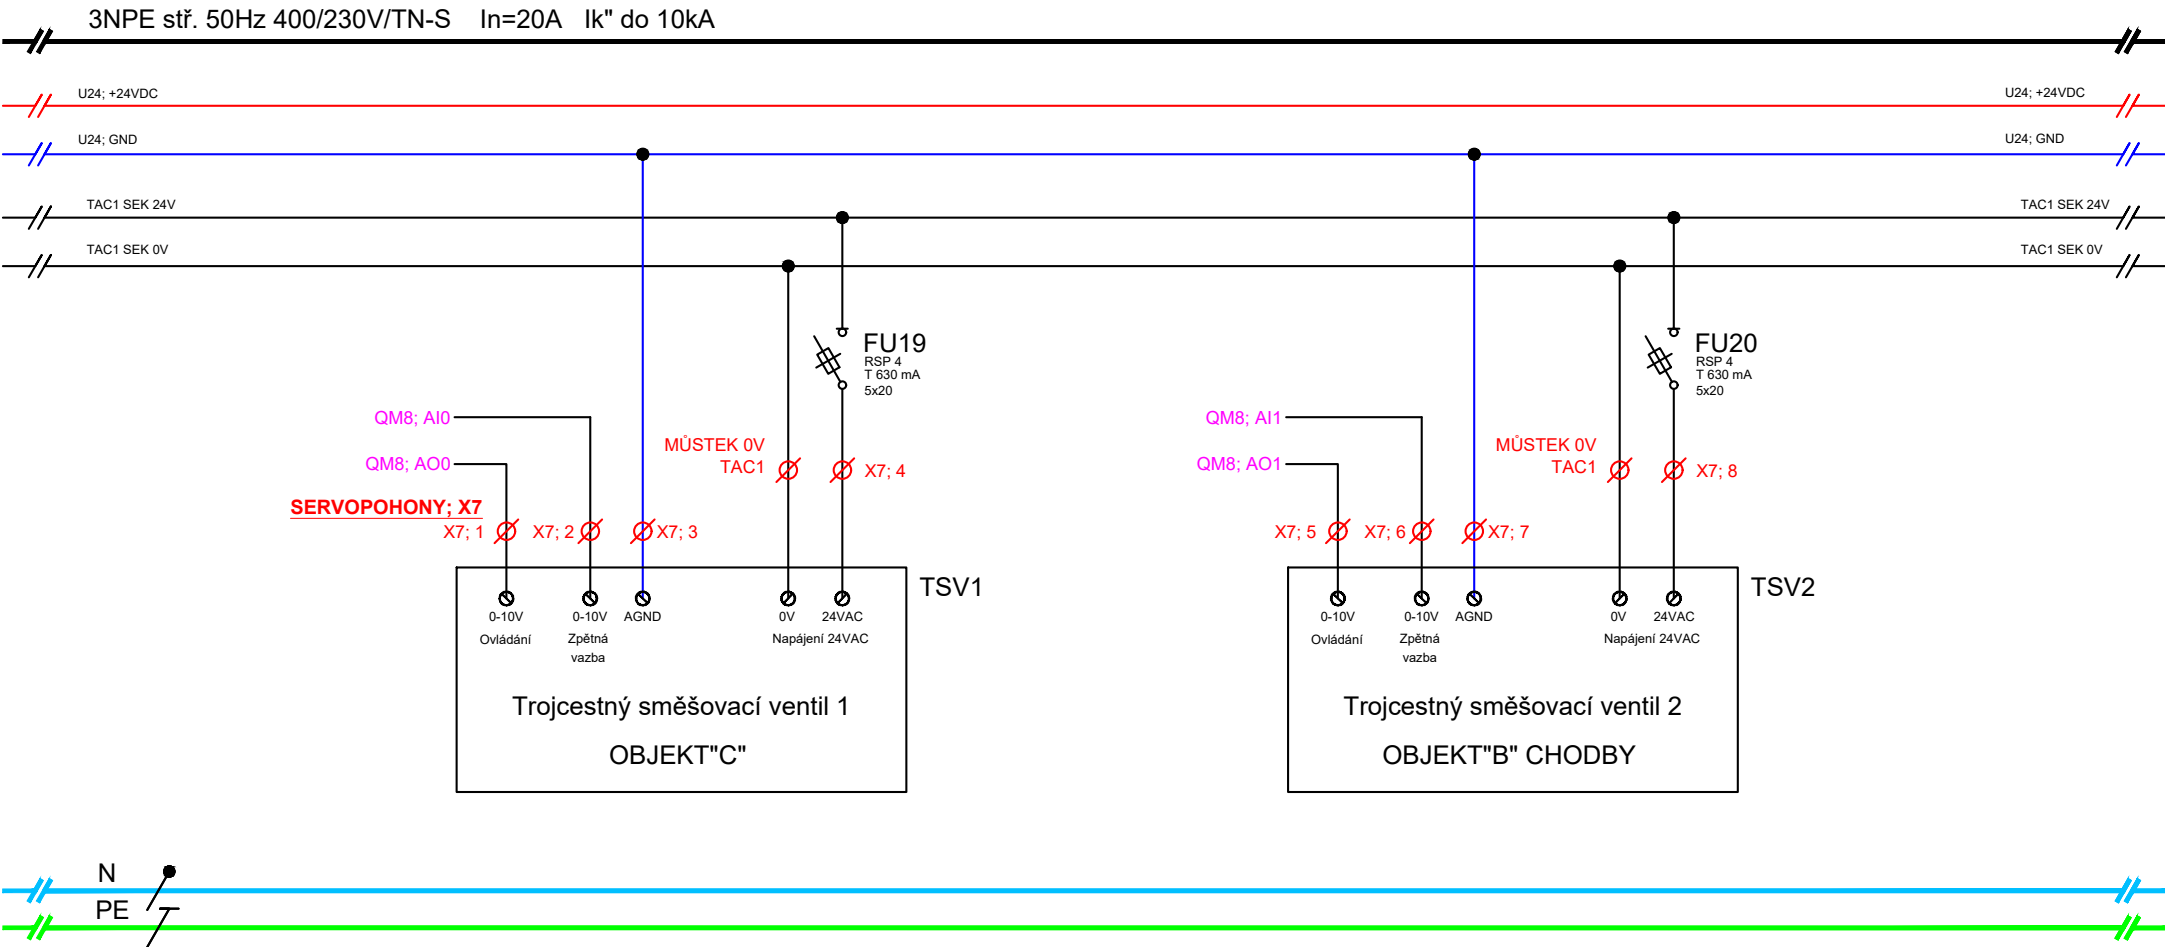 3NPE stř. 50Hz 400/230V/TN-S In=20A Ik" do 10kA
U24; +24VDC
U24; +24VDC
U24; GND
U24; GND
TAC1 SEK 24V
TAC1 SEK 24V
TAC1 SEK 0V
TAC1 SEK 0V
FU19
RSP 4
T 630 mA
5x20
FU20
RSP 4
T 630 mA
5x20
QM8; AI0
QM8; AO0
MŮSTEK 0V
TAC1
X7; 4
SERVOPOHONY; X7
X7; 1
X7; 2
X7; 3
QM8; AI1
QM8; AO1
MŮSTEK 0V
TAC1
X7; 8
X7; 5
X7; 6
X7; 7
TSV1
0-10V
Ovládání
0-10V
Zpětná
vazba
AGND
0V
24VAC
Napájení 24VAC
Trojcestný směšovací ventil 1
OBJEKT"C"
TSV2
0-10V
Ovládání
0-10V
Zpětná
vazba
AGND
0V
24VAC
Napájení 24VAC
Trojcestný směšovací ventil 2
OBJEKT"B" CHODBY
N
PE